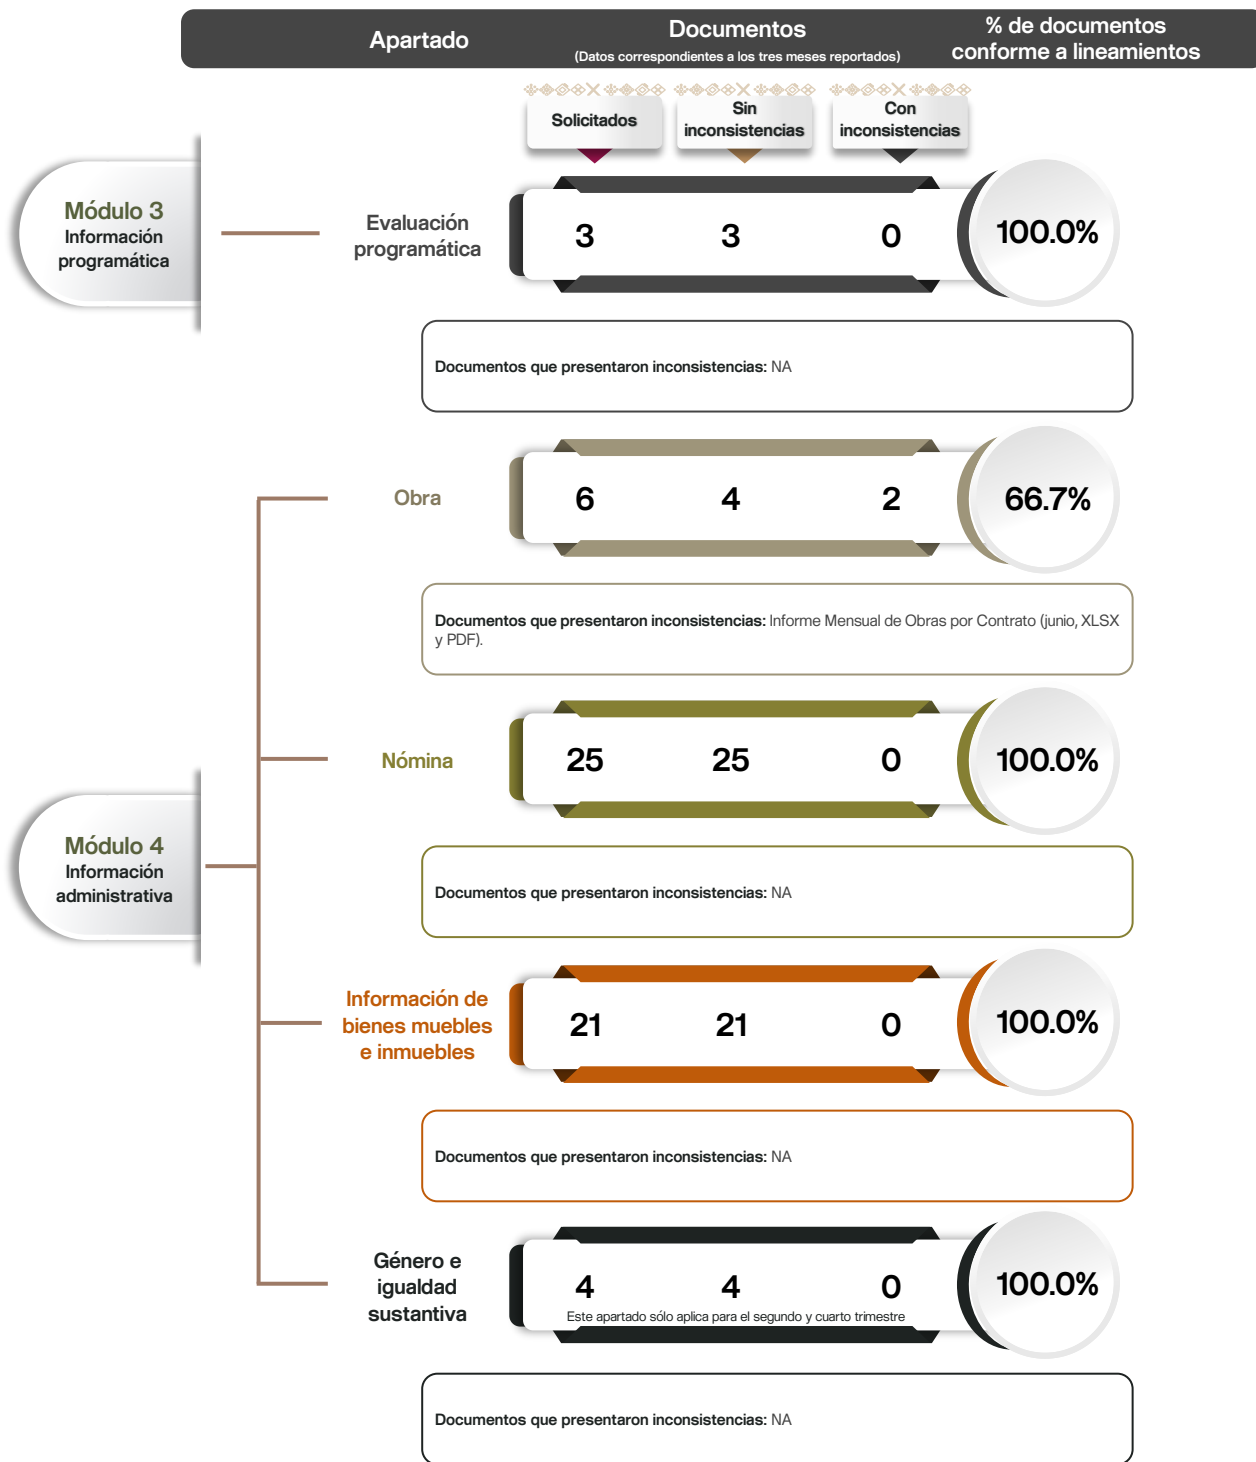 Apartado
Documentos
(Datos correspondientes a los tres meses reportados)
% de documentos
conforme a lineamientos
Solicitados
Sin
inconsistencias
Con
inconsistencias
Módulo 3
Información
programática
Evaluación
programática
3
3
0
100.0%
Documentos que presentaron inconsistencias: NA
Obra
6
4
2
66.7%
Documentos que presentaron inconsistencias: Informe Mensual de Obras por Contrato (junio, XLSX
y PDF).
Nómina
25
25
0
100.0%
Documentos que presentaron inconsistencias: NA
Módulo 4
Información
administrativa
Información de
bienes muebles
e inmuebles
21
21
0
100.0%
Documentos que presentaron inconsistencias: NA
Género e
igualdad
sustantiva
4
4
0
Este apartado sólo aplica para el segundo y cuarto trimestre
100.0%
Documentos que presentaron inconsistencias: NA